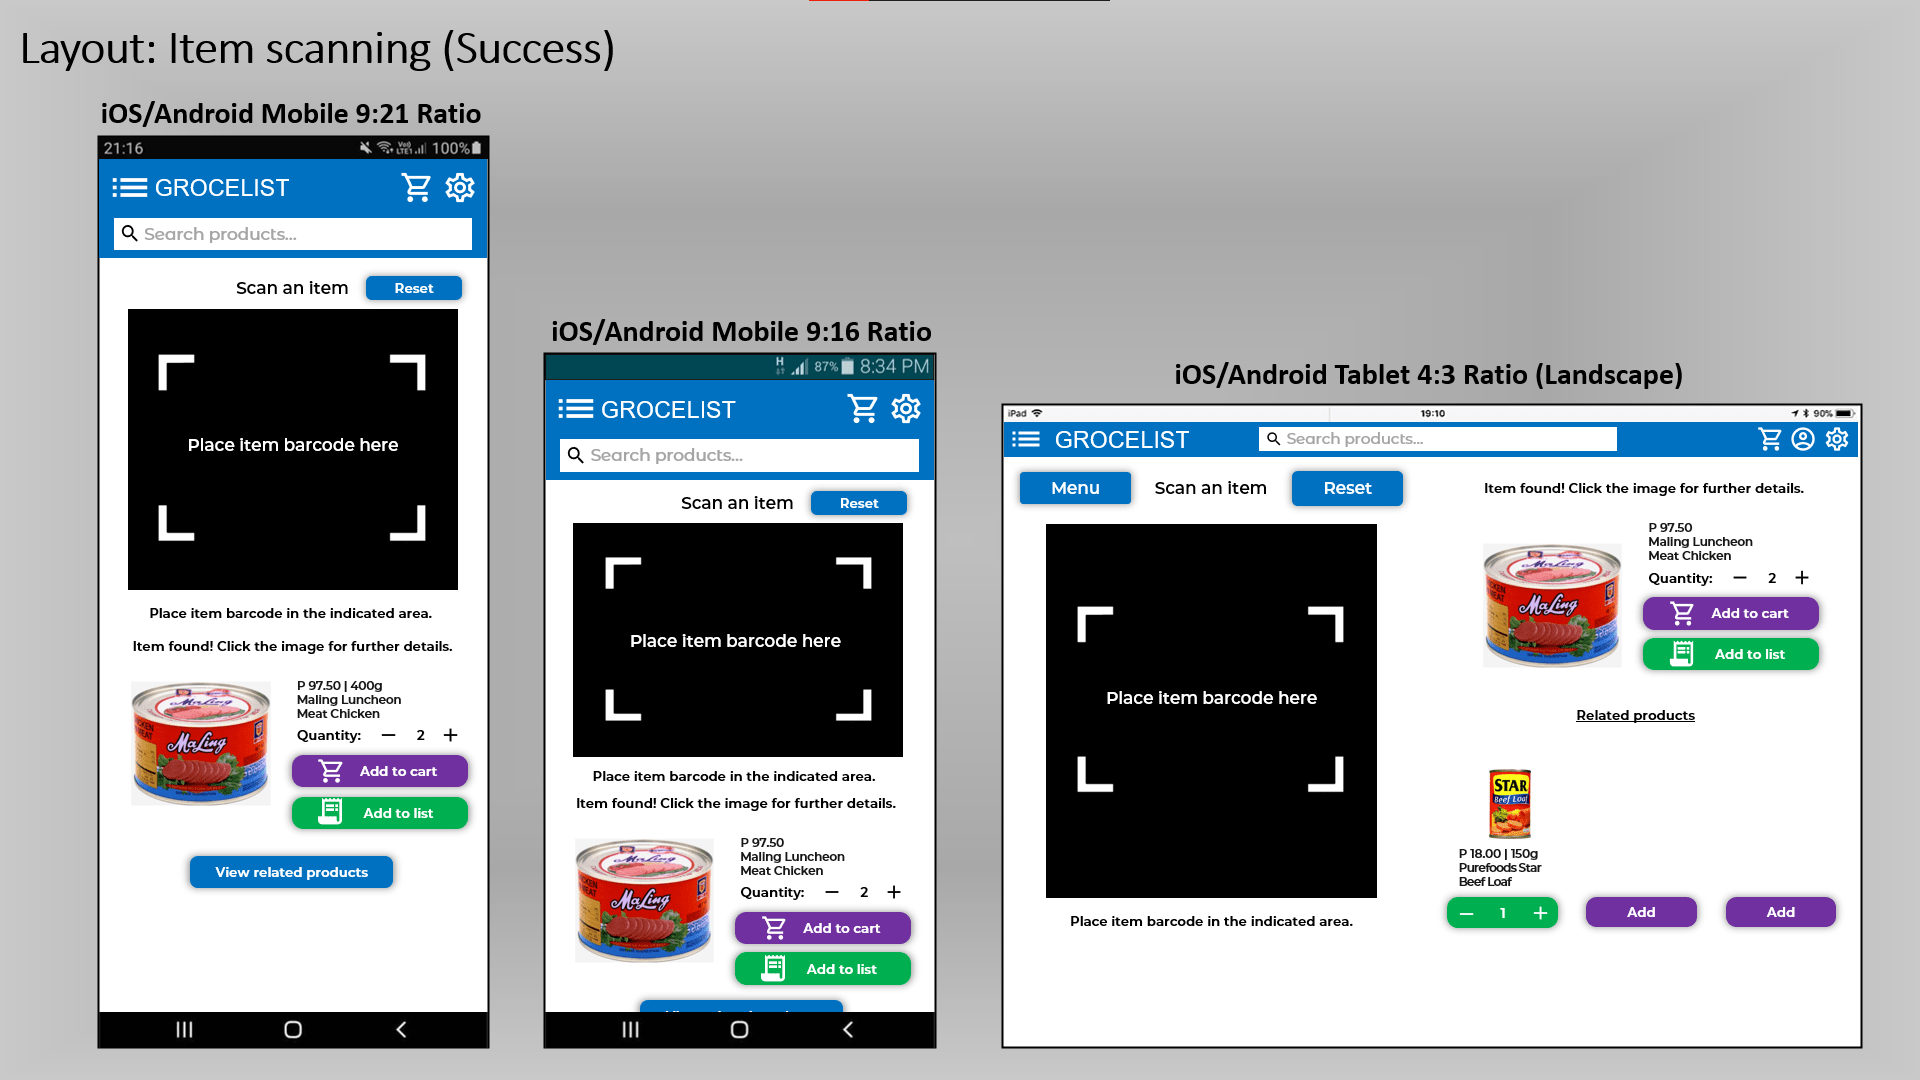 Layout: Item scanning (Success)
iOS/Android Mobile 9:21 Ratio
21:16
100%
GROCELIST
Search products...
Scan an item
Reset
Place item barcode here
Place item barcode in the indicated area.
Item found! Click the image for further details.
MaLing
P 97.50 | 400g
Maling Luncheon
Meat Chicken
Quantity:
2
Add to cart
Add to list
View related products
iOS/Android Mobile 9:16 Ratio
H
87%
8:34 PM
GROCELIST
Search products...
Scan an item
Reset
Place item barcode here
Place item barcode in the indicated area.
Item found! Click the image for further details.
MaLing
P 97.50
Maling Luncheon
Meat Chicken
Quantity:
2
Add to cart
Add to list
iOS/Android Tablet 4:3 Ratio (Landscape)
iPad
19:10
90%
GROCELIST
Search products...
Menu
Scan an item
Reset
Place item barcode here
Place item barcode in the indicated area.
Item found! Click the image for further details.
MaLing
P 97.50
Maling Luncheon
Meat Chicken
Quantity:
2
Add to cart
Add to list
Related products
STAR
Beef Loaf
P 18.00 | 150g
Purefoods Star
Beef Loaf
1
Add
Add